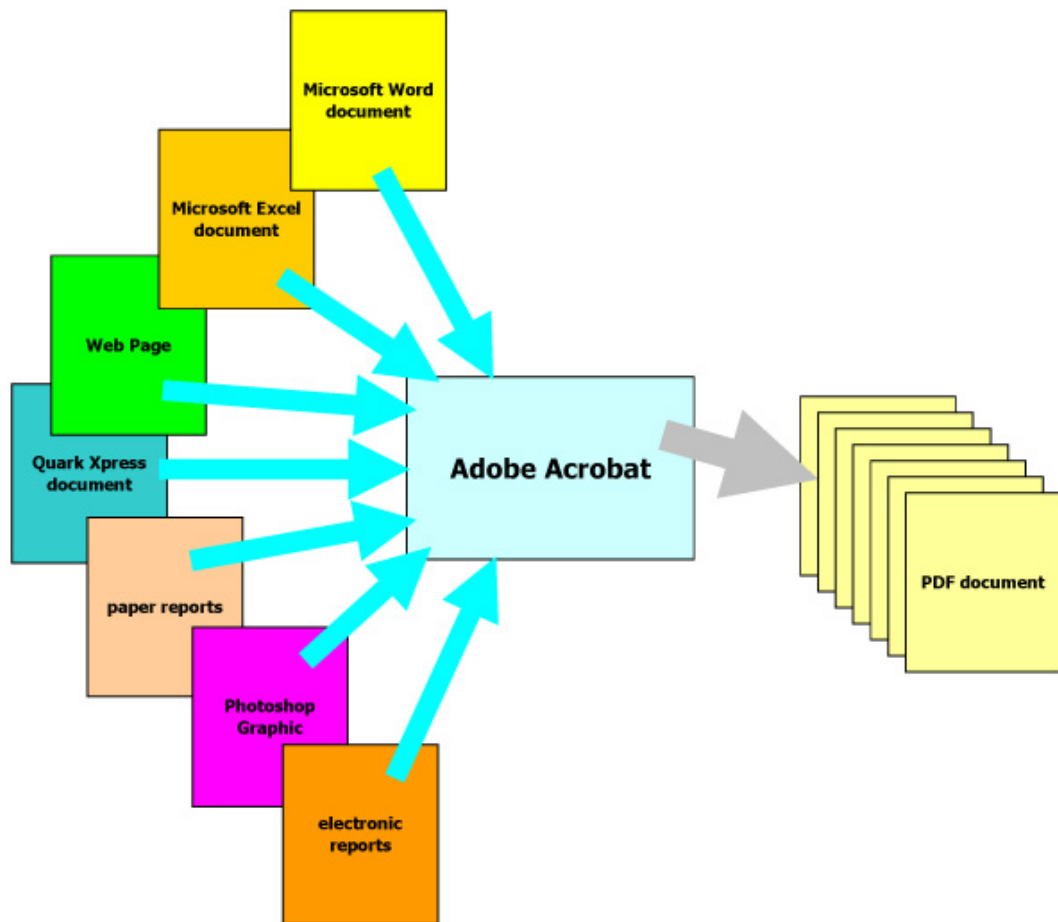 Microsoft Word
document
Microsoft Excel
document
Web Page
Quark Xpress
document
Adobe Acrobat
PDF document
paper reports
Photoshop
Graphic
electronic
reports